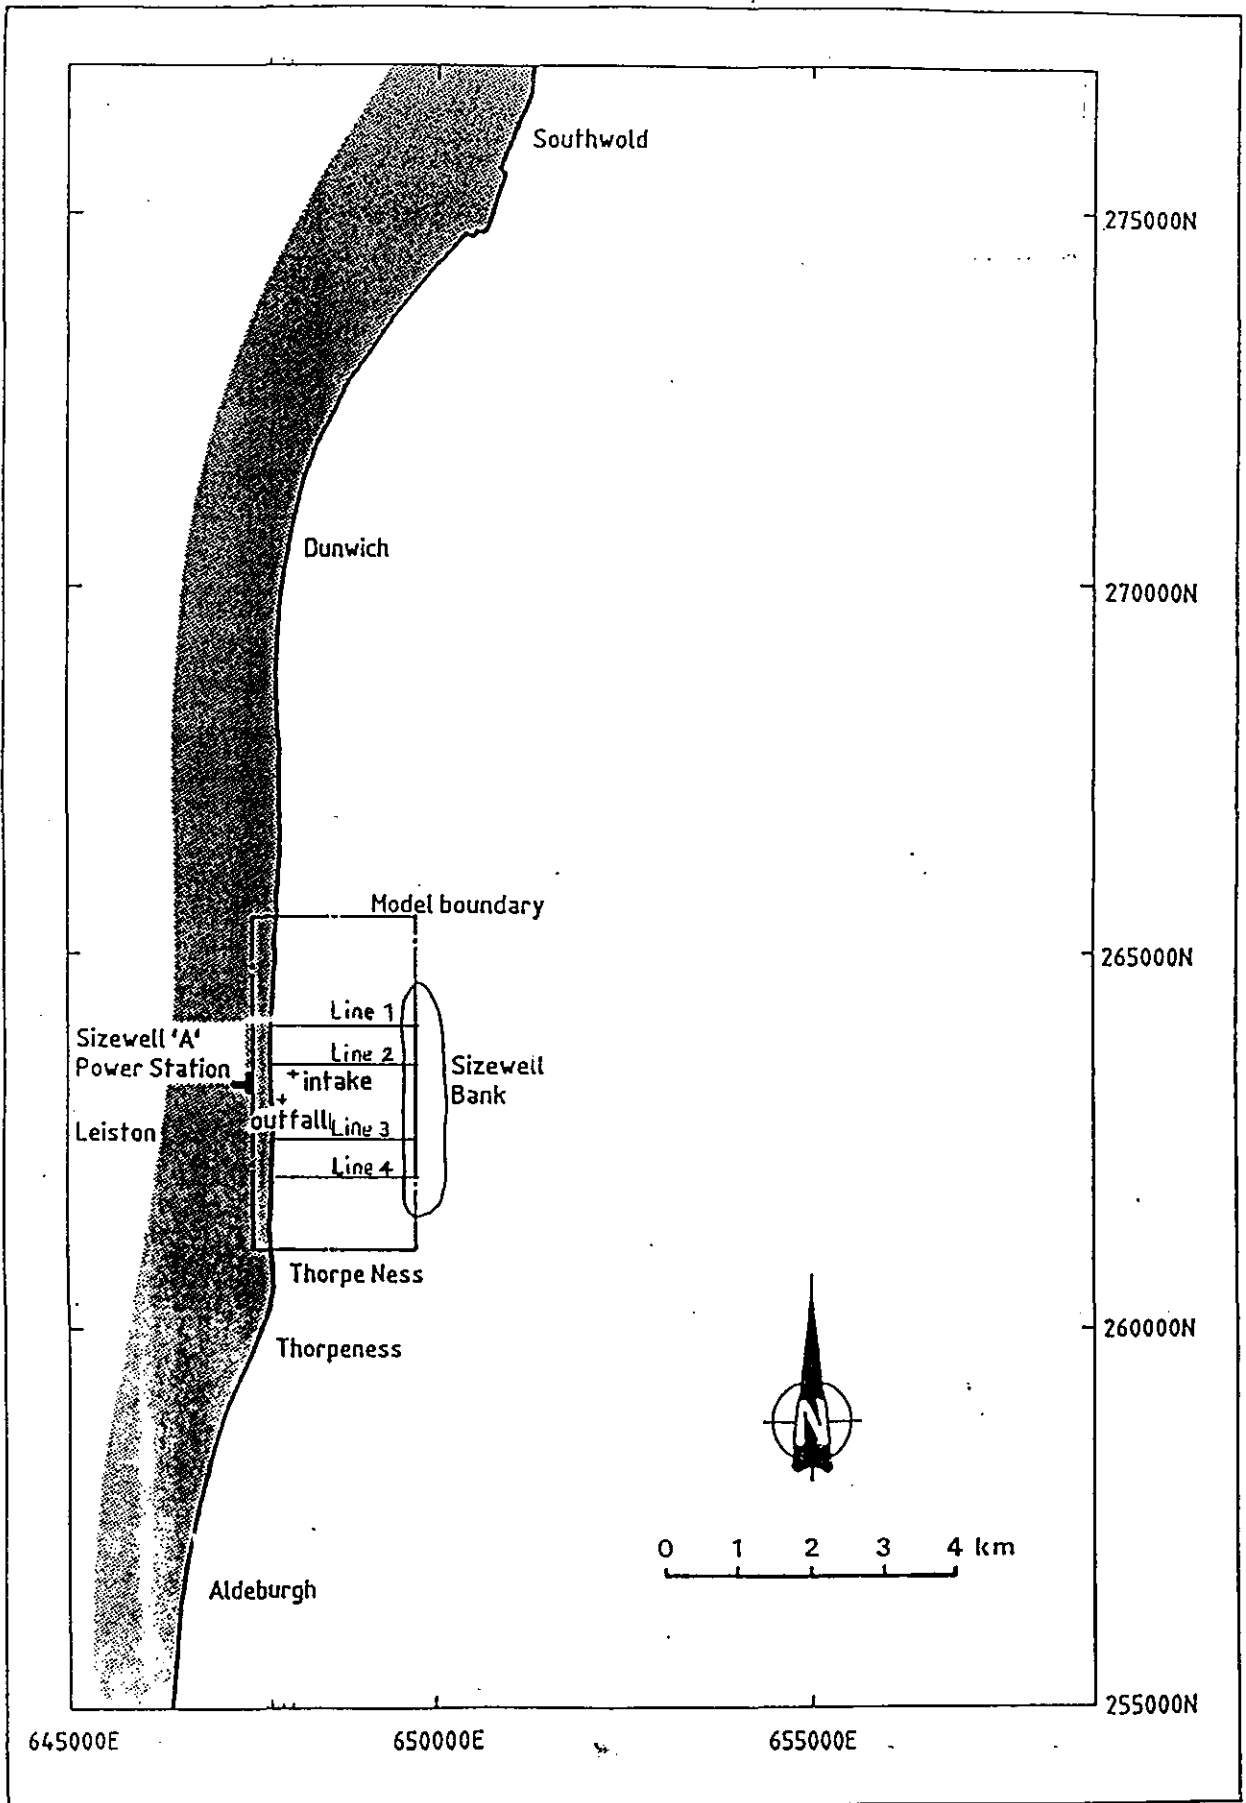 Southwold
275000N
Dunwich
270000N
Model boundary
265000N
Line 1
Sizewell 'A'
Power Station
Line 2
intake
Sizewell
Bank
outfall
Line 3
Leiston
Line 4
Thorpe Ness
260000N
Thorpeness
N
0 1 2 3 4 km
Aldeburgh
255000N
645000E 650000E 655000E